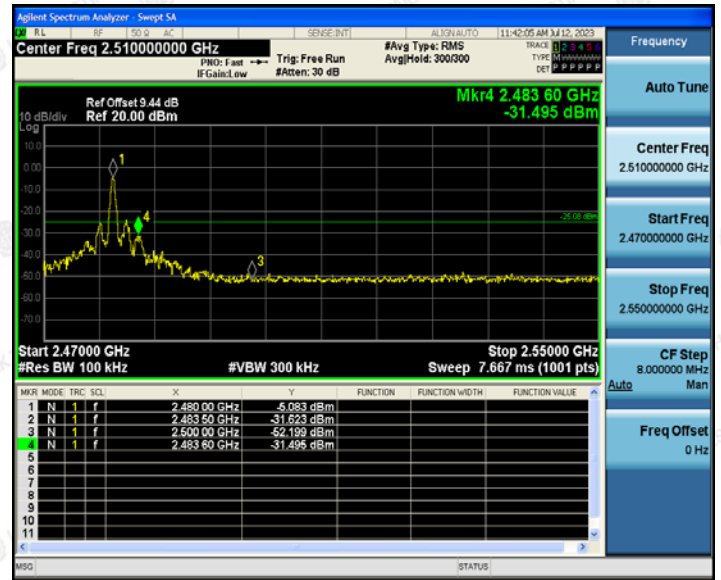 Agilent Spectrum Analyzer - Swept SA
RL RF 50 Ω AC SENSE:INT ALIGN AUTO 11:42:05 AM Jul 12, 2023
Center Freq 2.510000000 GHz
PNO: Fast
IFGain:Low
Trig: Free Run
#Atten: 30 dB
#Avg Type: RMS
Avg|Hold: 300/300
TRACE 1 2 3 4 5 6
TYPE M
DET P P P P P P
Frequency
Mkr4 2.483 60 GHz
-31.495 dBm
Ref Offset 9.44 dB
Ref 20.00 dBm
10 dB/div
Log
10.0
0.00
-10.0
-20.0
-30.0
-40.0
-50.0
-60.0
-70.0
1
4
3
-25.08 dBm
Start 2.47000 GHz
Stop 2.55000 GHz
#Res BW 100 kHz #VBW 300 kHz Sweep 7.667 ms (1001 pts)
MKR MODE TRC SCL X Y FUNCTION FUNCTION WIDTH FUNCTION VALUE
1 N 1 f 2.480 00 GHz -5.083 dBm
2 N 1 f 2.483 50 GHz -31.623 dBm
3 N 1 f 2.500 00 GHz -52.199 dBm
4 N 1 f 2.483 60 GHz -31.495 dBm
5
6
7
8
9
10
11
MSG STATUS
Auto Tune
Center Freq
2.510000000 GHz
Start Freq
2.470000000 GHz
Stop Freq
2.550000000 GHz
CF Step
8.000000 MHz
Auto Man
Freq Offset
0 Hz